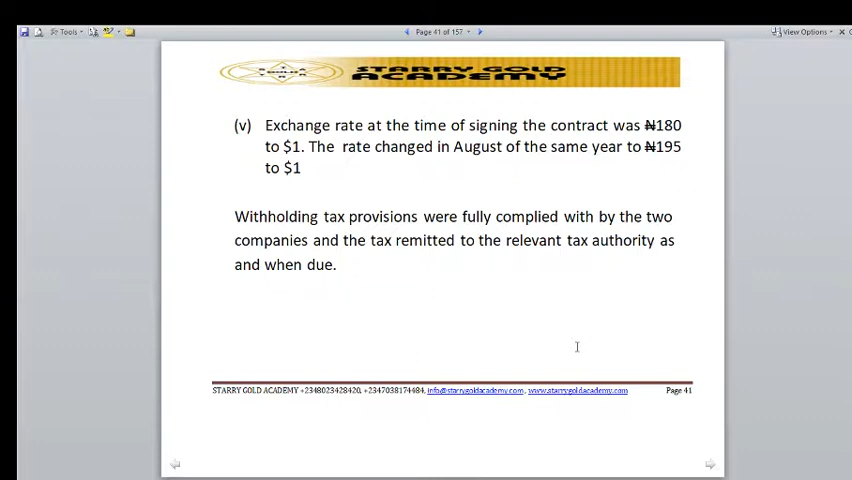 Tools
Page 41 of 157
View Options
STARRY GOLD
ACADEMY
(v) Exchange rate at the time of signing the contract was ₦180
to $1. The rate changed in August of the same year to ₦195
to $1
Withholding tax provisions were fully complied with by the two
companies and the tax remitted to the relevant tax authority as
and when due.
STARRY GOLD ACADEMY +2348023428420, +2347038174484, info@starrygoldacademy.com, www.starrygoldacademy.com Page 41